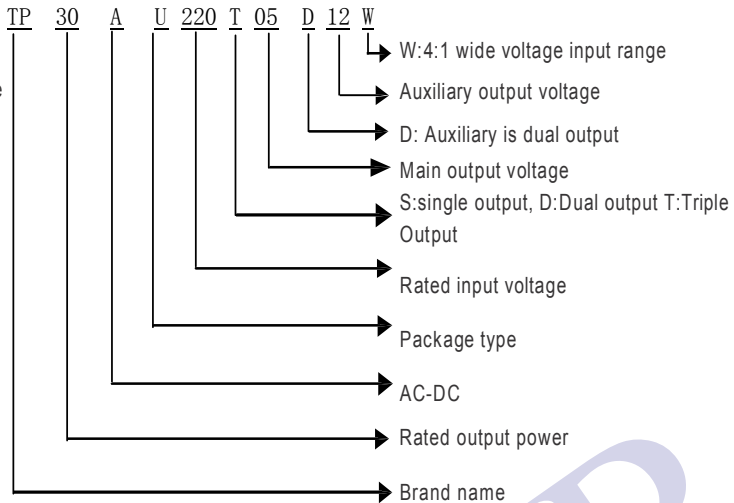 TP 30 A U 220 T 05 D 12 W
W:4:1 wide voltage input range
Auxiliary output voltage
D: Auxiliary is dual output
Main output voltage
S:single output, D:Dual output T:Triple
Output
Rated input voltage
Package type
AC-DC
Rated output power
Brand name